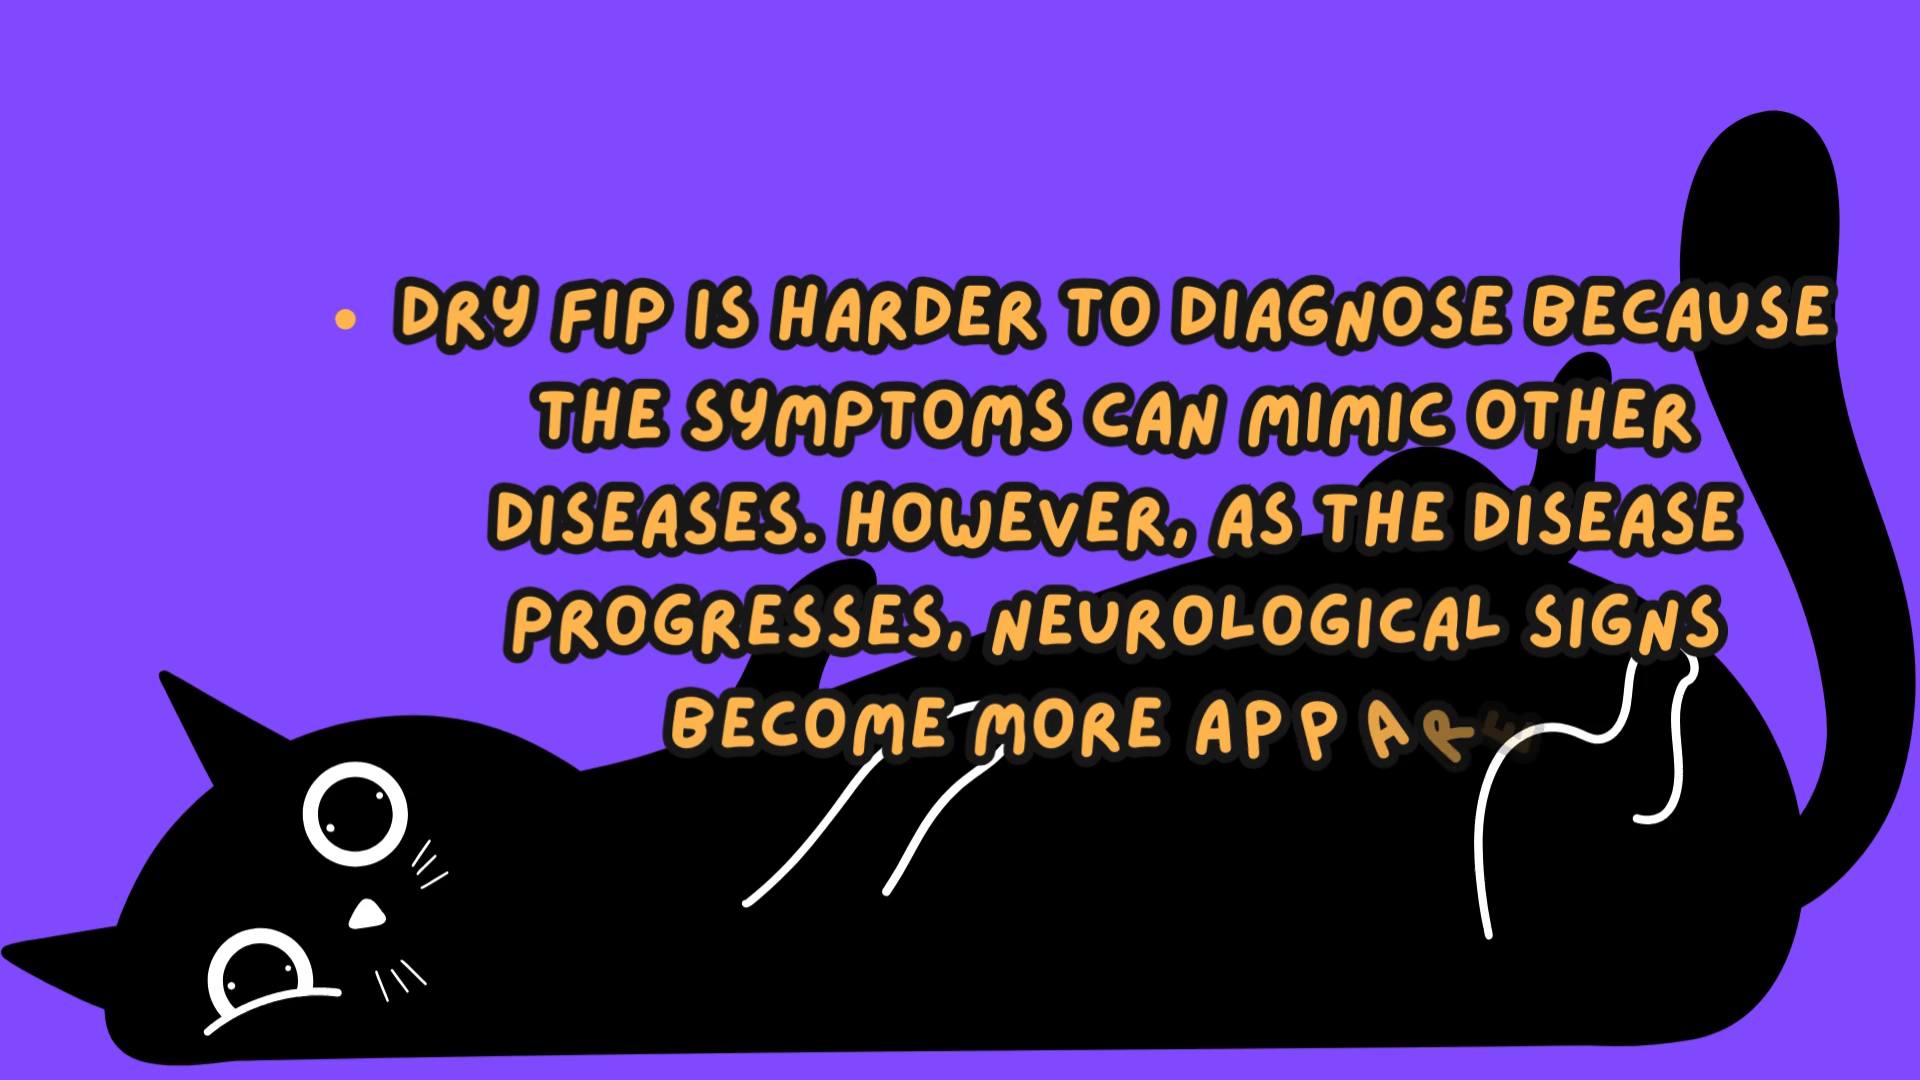 • DRY FIP IS HARDER TO DIAGNOSE BECAUSE
THE SYMPTOMS CAN MIMIC OTHER
DISEASES. HOWEVER, AS THE DISEASE
PROGRESSES, NEUROLOGICAL SIGNS
BECOME MORE APPARE